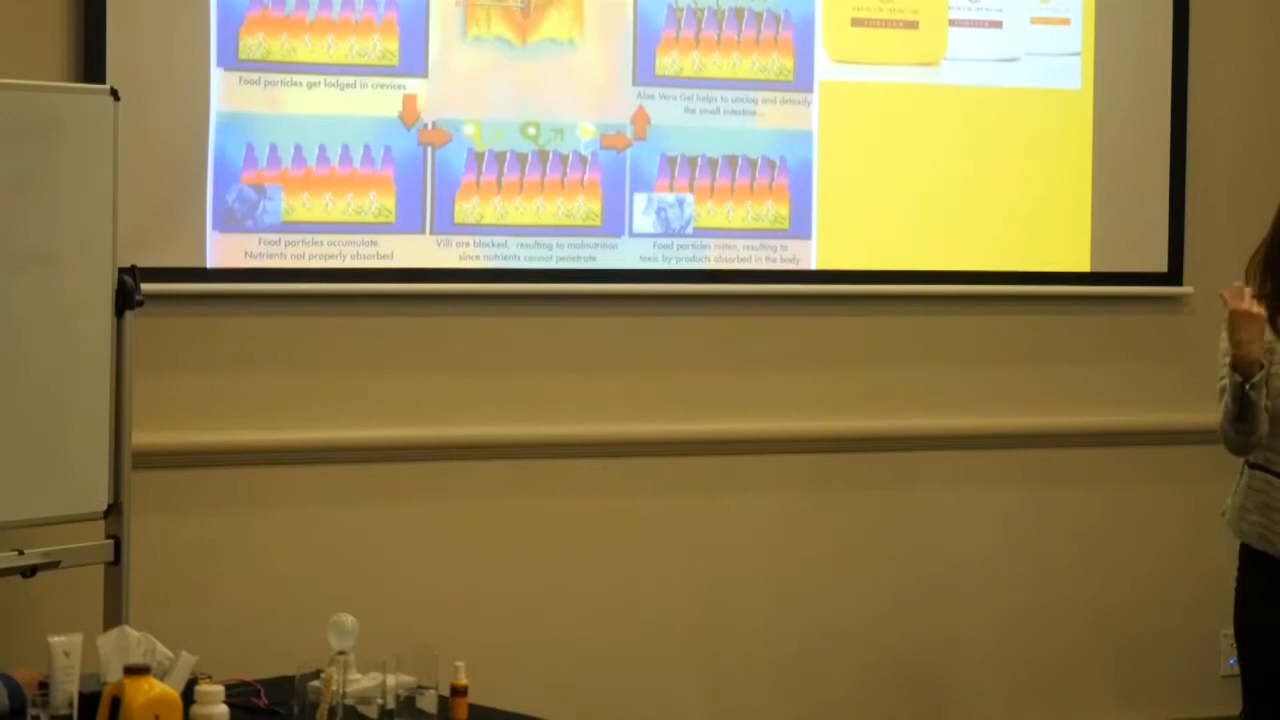 Food particles get lodged in crevices
Aloe Vera Gel helps to unclog and detoxify
the small intestine...
Food particles accumulate.
Nutrients not properly absorbed
Villi are blocked, resulting to malnutrition
since nutrients cannot penetrate
Food particles rotten, resulting to
toxic by-products absorbed in the body
FOREVER
FOREVER